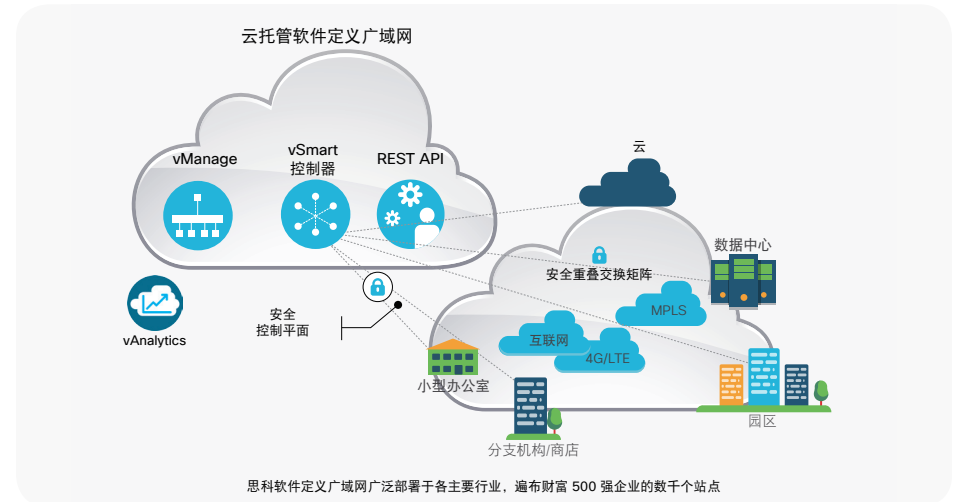 云托管软件定义广域网
vManage
vSmart
控制器
REST API
云
数据中心
安全重叠交换矩阵
MPLS
互联网
4G/LTE
vAnalytics
安全
控制平面
小型办公室
园区
分支机构/商店
思科软件定义广域网广泛部署于各主要行业，遍布财富 500 强企业的数千个站点